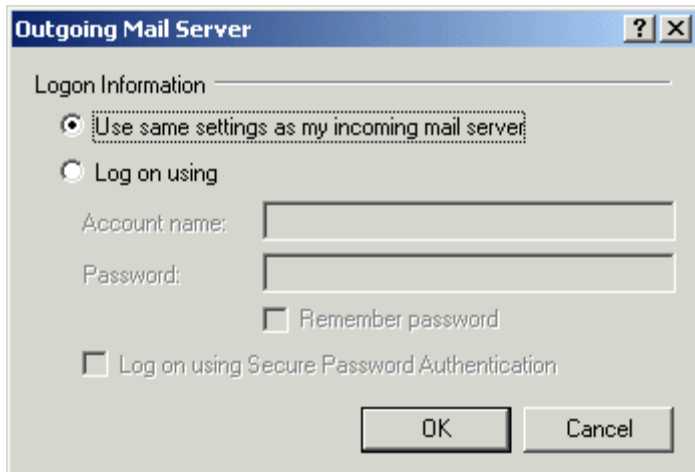 Outgoing Mail Server
Logon Information
Use same settings as my incoming mail server
Log on using
Account name:
Password:
Remember password
Log on using Secure Password Authentication
OK Cancel